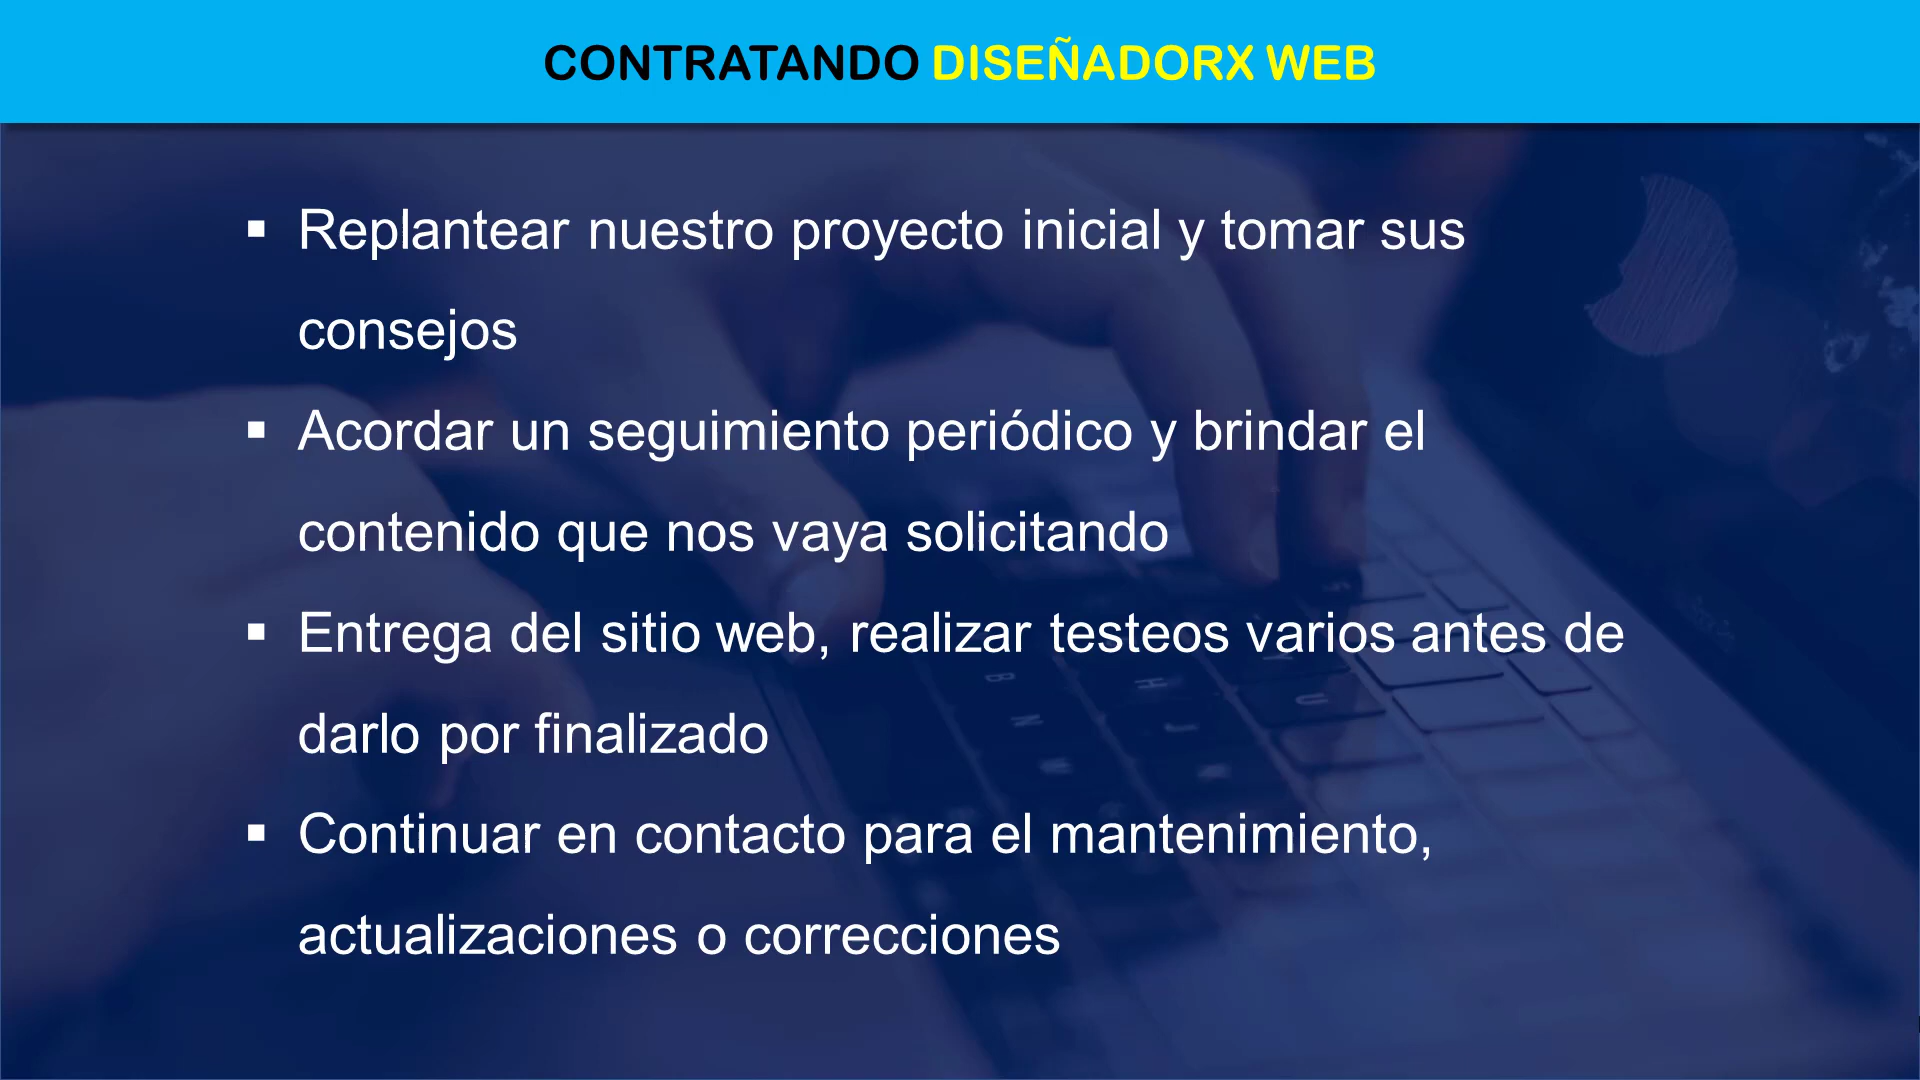 CONTRATANDO DISEÑADORX WEB
▪ Replantear nuestro proyecto inicial y tomar sus
consejos
▪ Acordar un seguimiento periódico y brindar el
contenido que nos vaya solicitando
▪ Entrega del sitio web, realizar testeos varios antes de
darlo por finalizado
▪ Continuar en contacto para el mantenimiento,
actualizaciones o correcciones